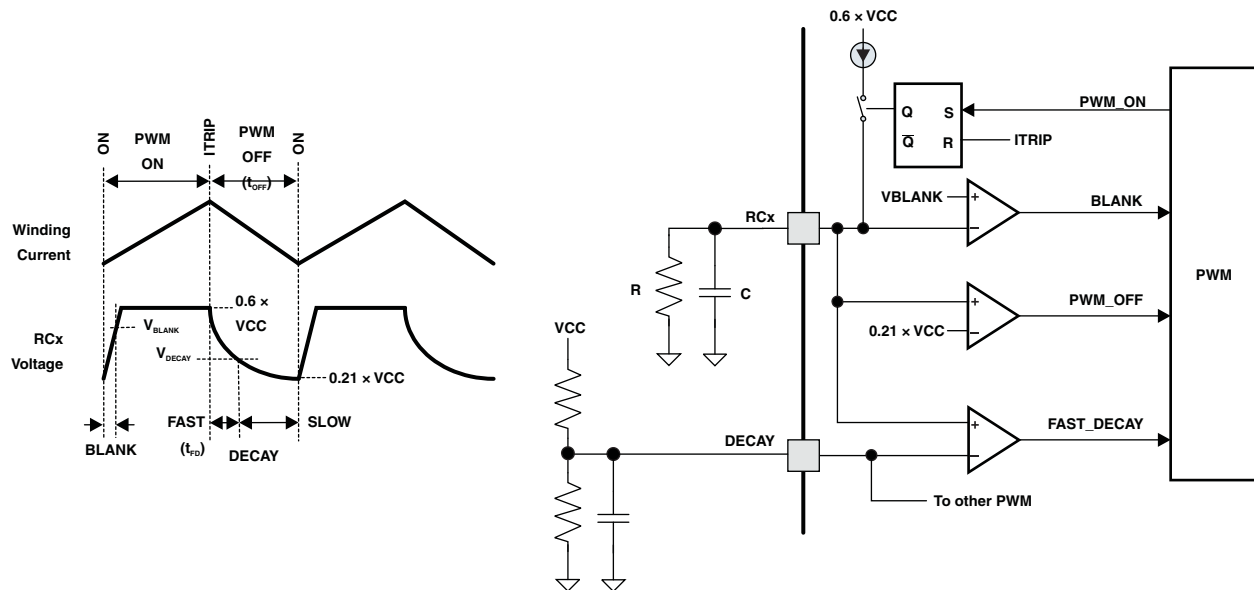 ON
PWM
ON
ITRIP
PWM
OFF
(tOFF)
ON
Winding
Current
RCx
Voltage
0.6 ×
VCC
VBLANK
VDECAY
0.21 × VCC
BLANK
FAST
(tFD)
DECAY
SLOW
0.6 × VCC
Q
S
Q
R
PWM_ON
ITRIP
VBLANK
+
–
BLANK
RCx
R
C
+
–
0.21 × VCC
PWM_OFF
PWM
VCC
DECAY
+
–
FAST_DECAY
To other PWM